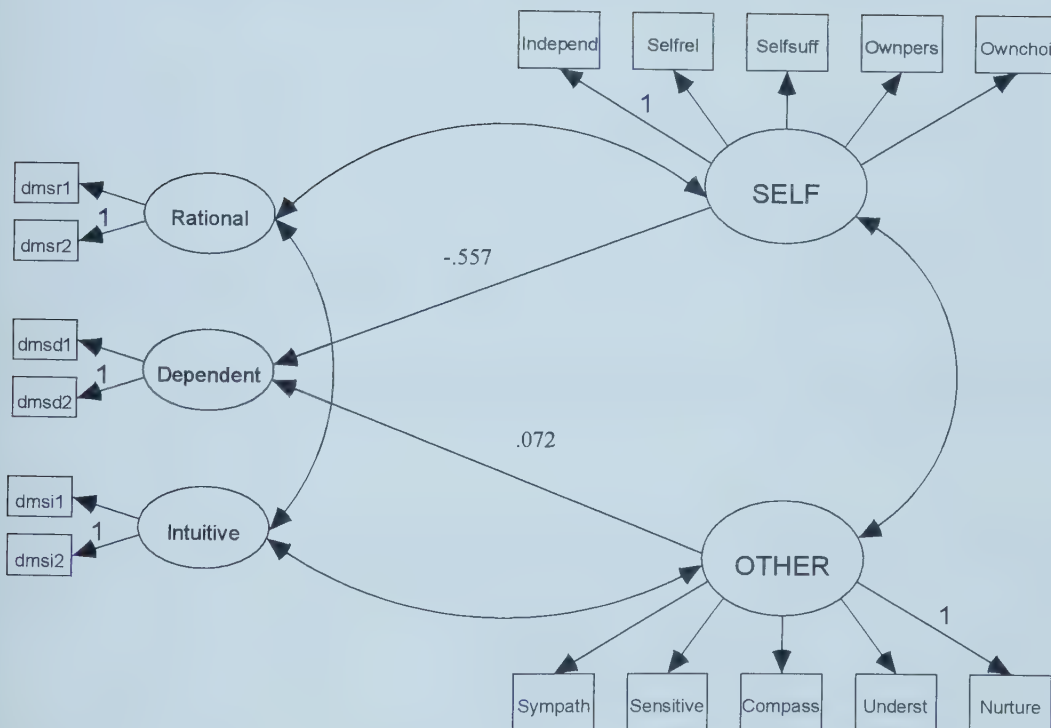 Independ
Selfrel
Selfsuff
Ownpers
Ownchoi
1
SELF
dmsr1
1
dmsr2
Rational
-.557
dmsd1
1
dmsd2
Dependent
.072
dmsi1
1
dmsi2
Intuitive
OTHER
1
Sympath
Sensitive
Compass
Underst
Nurture